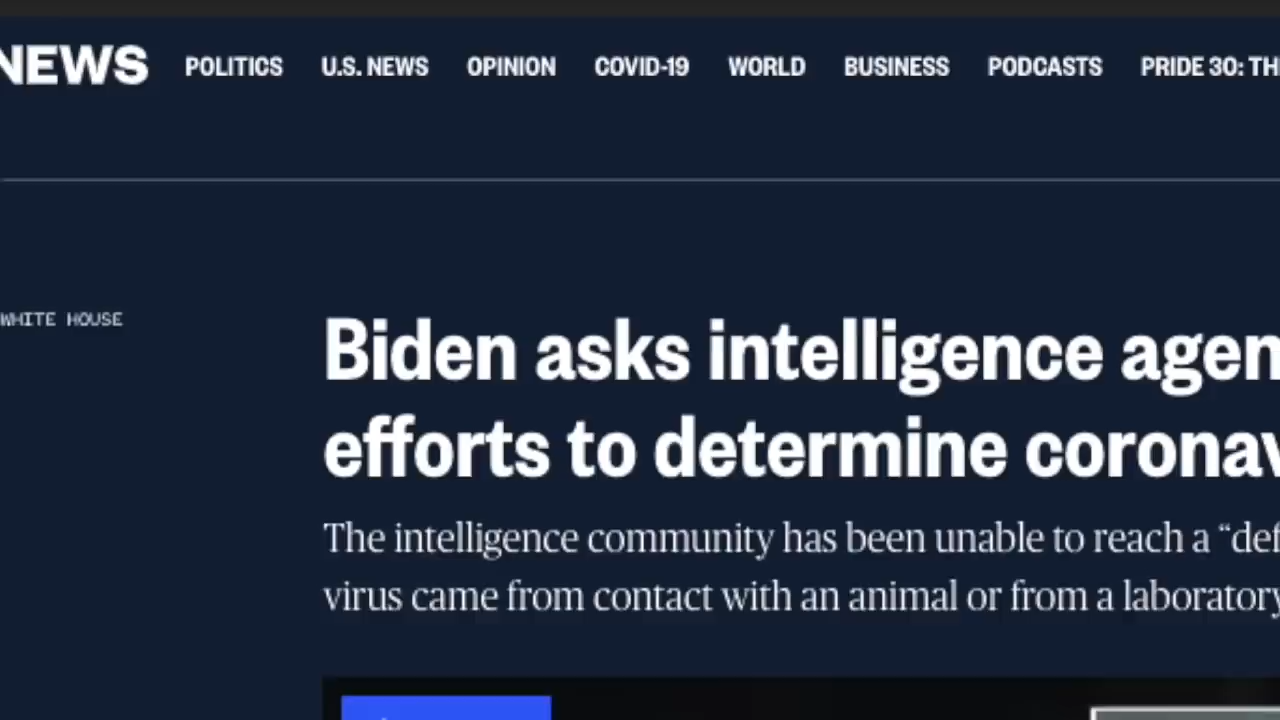 NEWS POLITICS U.S. NEWS OPINION COVID-19 WORLD BUSINESS PODCASTS PRIDE 30: TH
WHITE HOUSE
Biden asks intelligence agen
efforts to determine coronav
The intelligence community has been unable to reach a “def
virus came from contact with an animal or from a laboratory